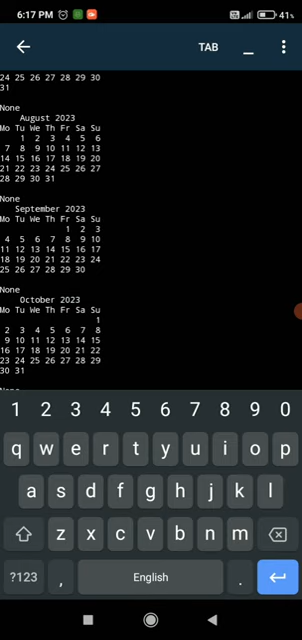 6:17 PM
41%
TAB _
24 25 26 27 28 29 30
31
None
August 2023
Mo Tu We Th Fr Sa Su
1 2 3 4 5 6
7 8 9 10 11 12 13
14 15 16 17 18 19 20
21 22 23 24 25 26 27
28 29 30 31
None
September 2023
Mo Tu We Th Fr Sa Su
1 2 3
4 5 6 7 8 9 10
11 12 13 14 15 16 17
18 19 20 21 22 23 24
25 26 27 28 29 30
None
October 2023
Mo Tu We Th Fr Sa Su
1
2 3 4 5 6 7 8
9 10 11 12 13 14 15
16 17 18 19 20 21 22
23 24 25 26 27 28 29
30 31
None
1 2 3 4 5 6 7 8 9 0
q w e r t y u i o p
a s d f g h j k l
z x c v b n m
?123 , English .